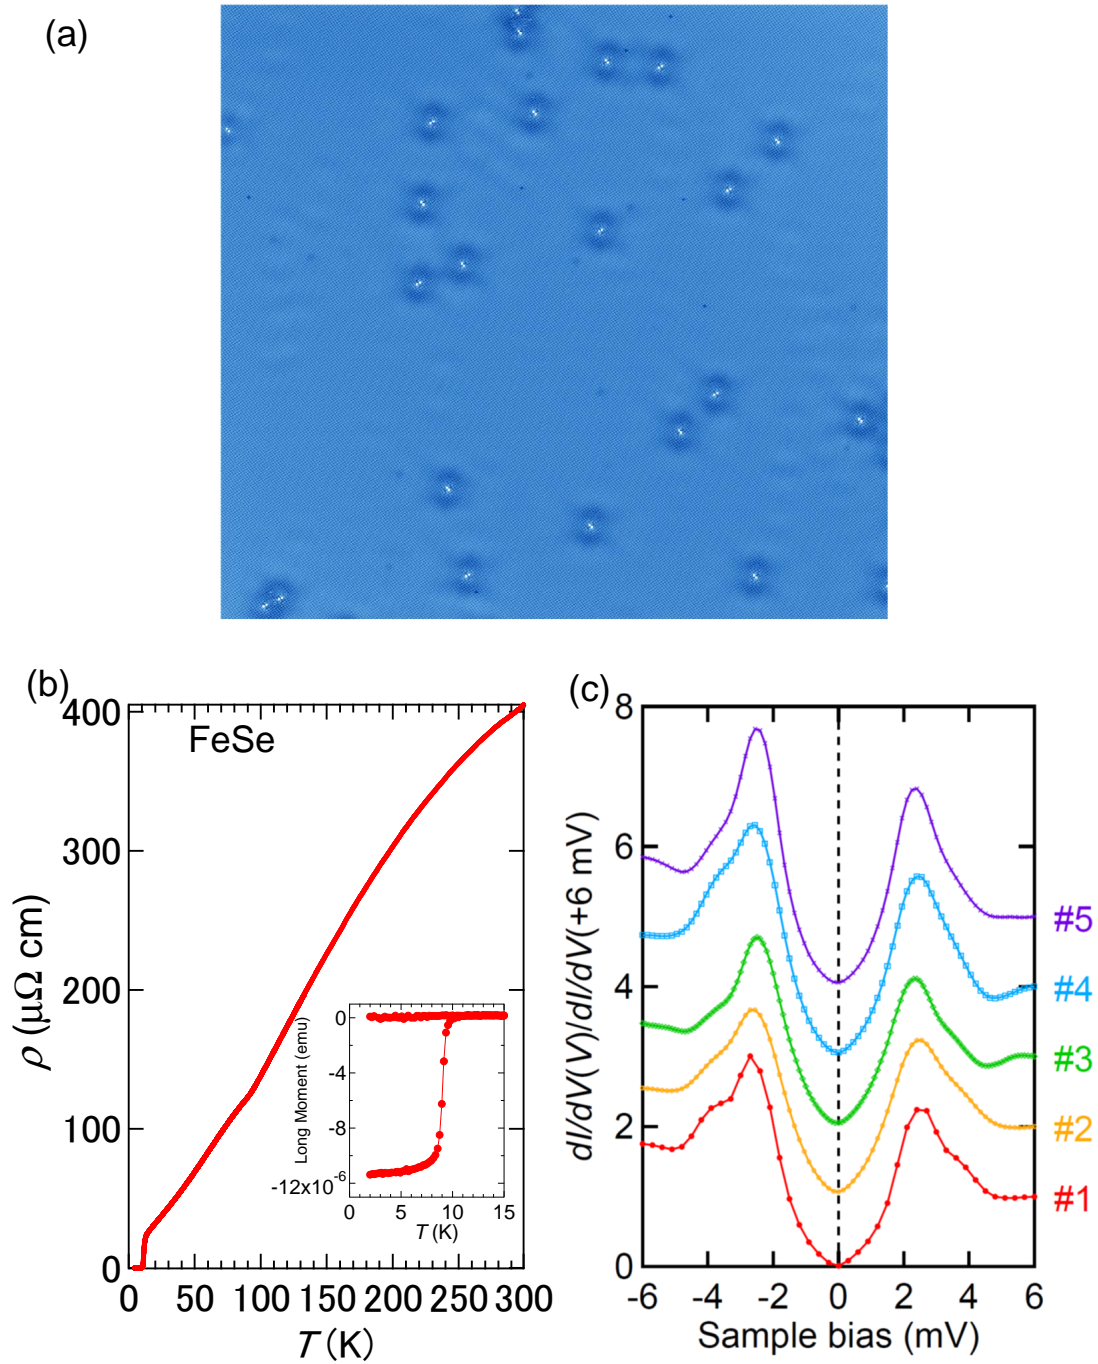 (a)
(b)
FeSe
400
300
200
100
0
0 50 100 150 200 250 300
ρ (μΩ cm)
T (K)
0
-4
-8
-12x10-6
Long Moment (emu)
0 5 10 15
T (K)
(c)
8
6
4
2
0
-6 -4 -2 0 2 4 6
dI/dV(V)/dI/dV(+6 mV)
Sample bias (mV)
#5
#4
#3
#2
#1